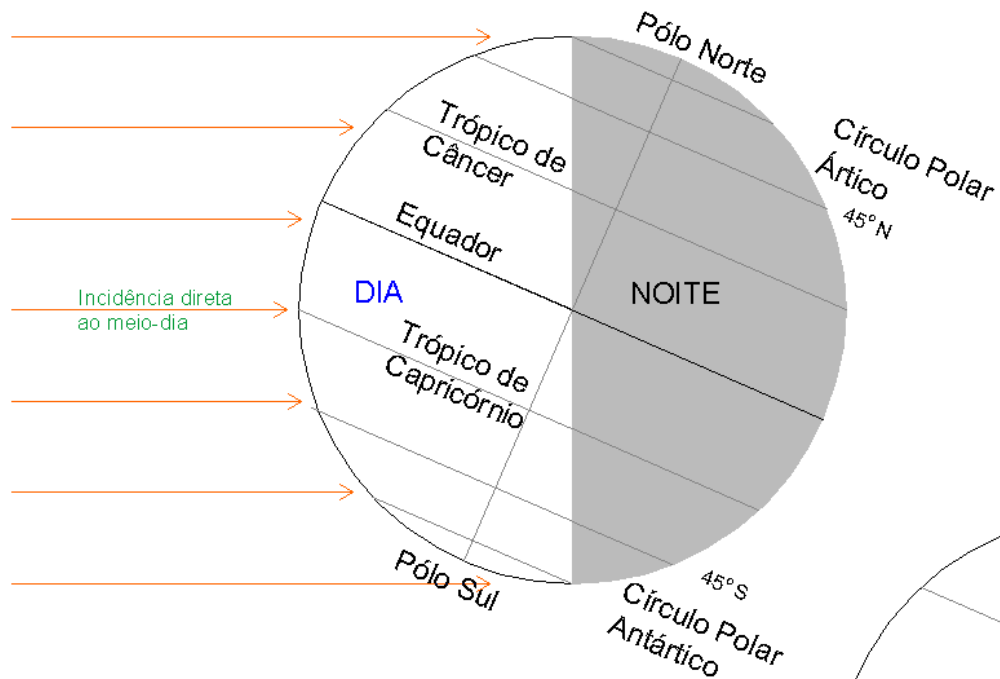 Pólo Norte
Círculo Polar
Ártico
45°N
Trópico de
Câncer
Equador
DIA
NOITE
Incidência direta
ao meio-dia
Trópico de
Capricórnio
Pólo Sul
45°S
Círculo Polar
Antártico